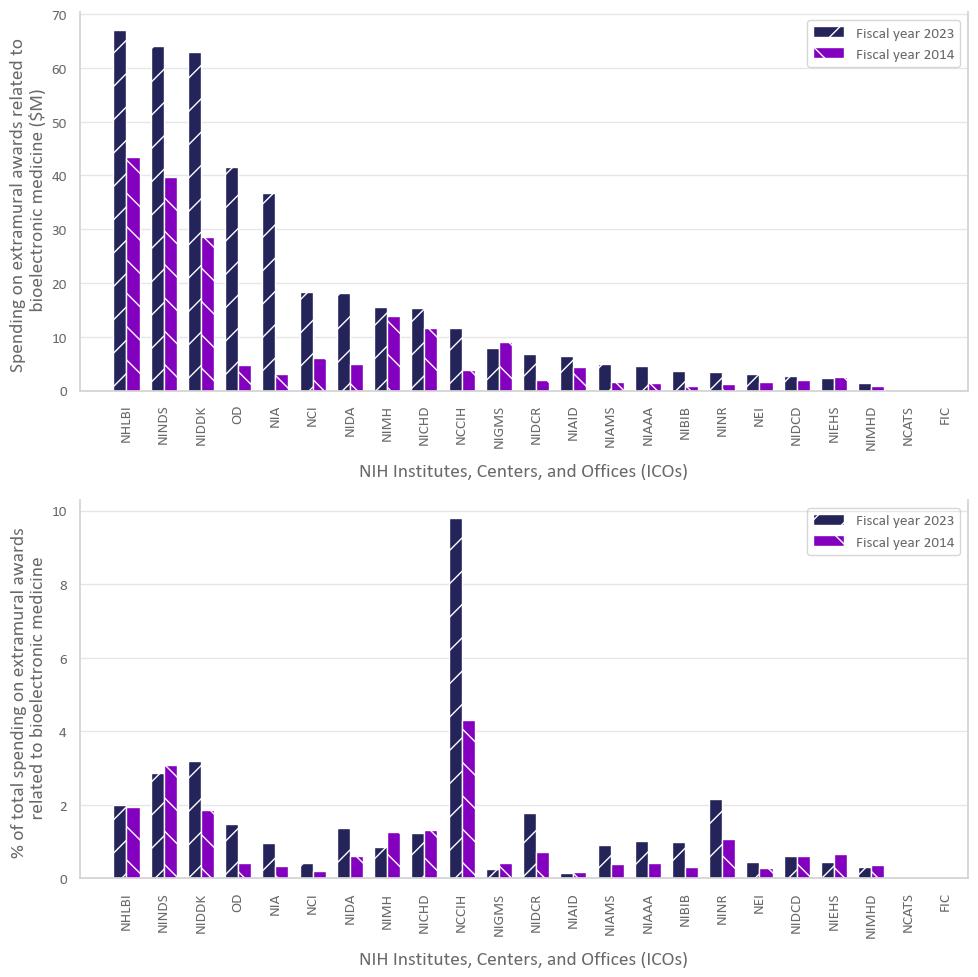 Spending on extramural awards related to
bioelectronic medicine ($M)
70
60
50
40
30
20
10
0
Fiscal year 2023
Fiscal year 2014
NHLBI
NINDS
NIDDK
OD
NIA
NCI
NIDA
NIMH
NICHD
NCCIH
NIGMS
NIDCR
NIAID
NIAMS
NIAAA
NIBIB
NINR
NEI
NIDCD
NIEHS
NIMHD
NCATS
FIC
NIH Institutes, Centers, and Offices (ICOs)
% of total spending on extramural awards
related to bioelectronic medicine
10
8
6
4
2
0
Fiscal year 2023
Fiscal year 2014
NHLBI
NINDS
NIDDK
OD
NIA
NCI
NIDA
NIMH
NICHD
NCCIH
NIGMS
NIDCR
NIAID
NIAMS
NIAAA
NIBIB
NINR
NEI
NIDCD
NIEHS
NIMHD
NCATS
FIC
NIH Institutes, Centers, and Offices (ICOs)